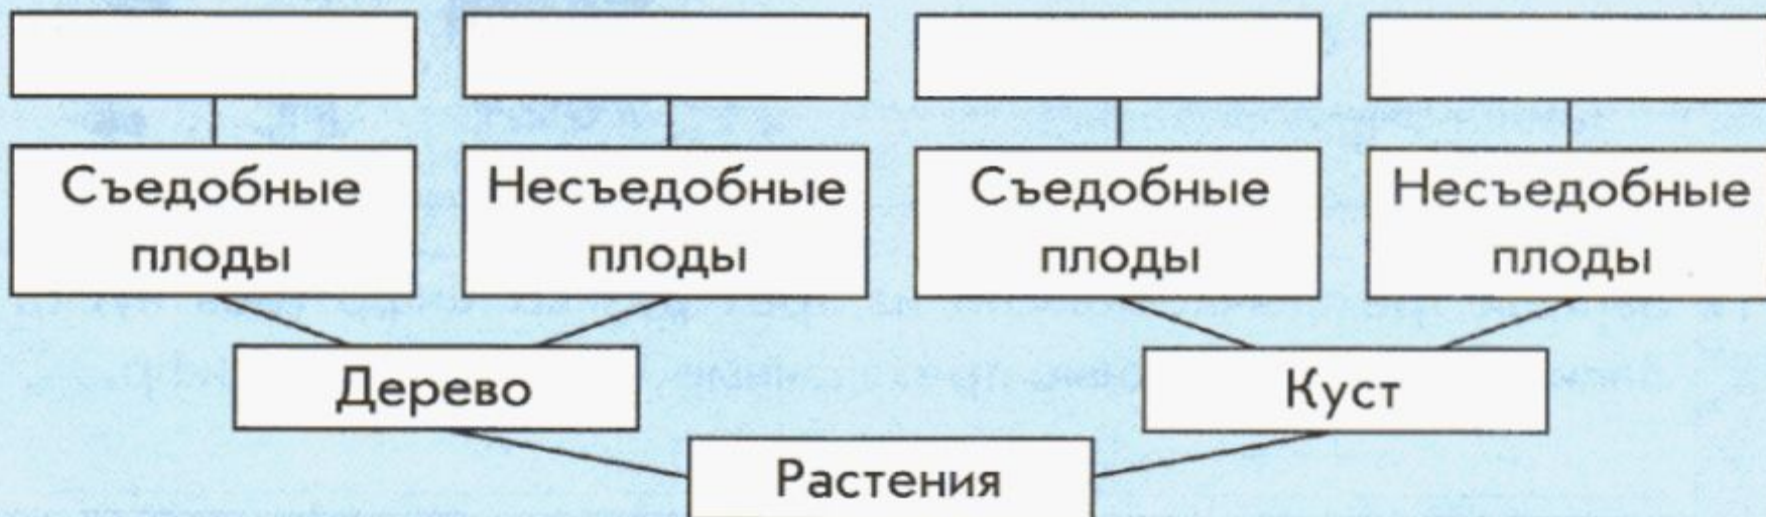 Съедобные
плоды
Несъедобные
плоды
Съедобные
плоды
Несъедобные
плоды
Дерево
Куст
Растения